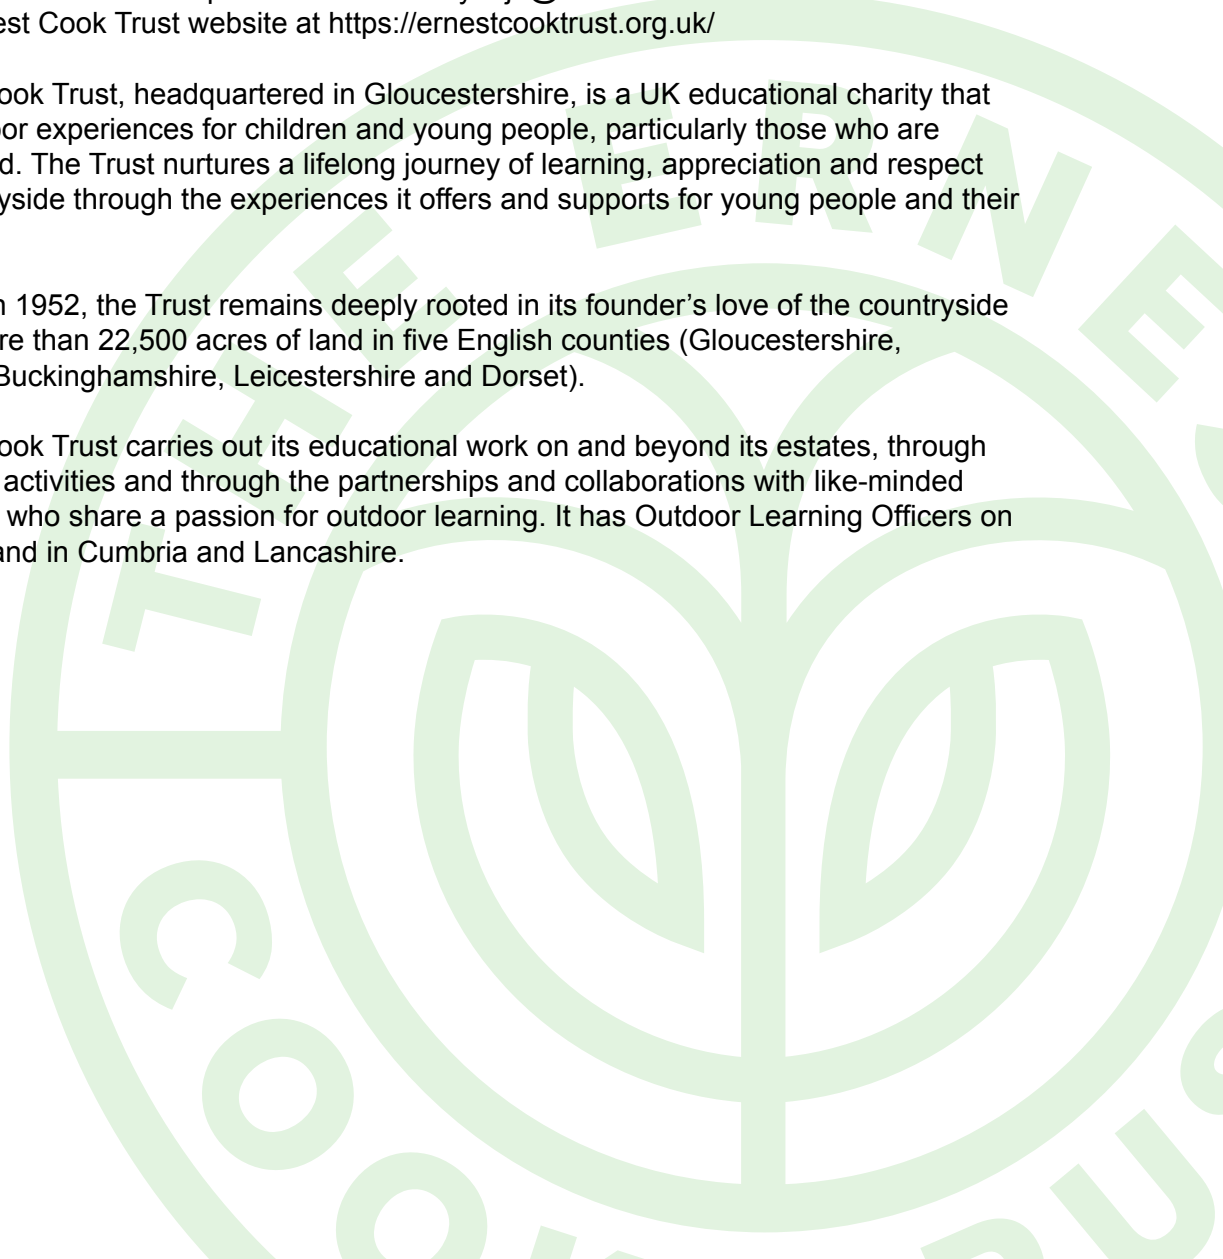 est Cook Trust website at https://ernestcooktrust.org.uk/
ook Trust, headquartered in Gloucestershire, is a UK educational charity that
oor experiences for children and young people, particularly those who are
d. The Trust nurtures a lifelong journey of learning, appreciation and respect
yside through the experiences it offers and supports for young people and their
n 1952, the Trust remains deeply rooted in its founder’s love of the countryside
re than 22,500 acres of land in five English counties (Gloucestershire,
Buckinghamshire, Leicestershire and Dorset).
ook Trust carries out its educational work on and beyond its estates, through
activities and through the partnerships and collaborations with like-minded
who share a passion for outdoor learning. It has Outdoor Learning Officers on
and in Cumbria and Lancashire.
THE ERNES
COO
RUS